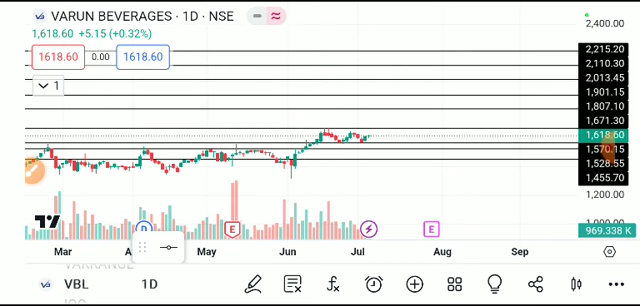 VARUN BEVERAGES · 1D · NSE
1,618.60 +5.15 (+0.32%)
1618.60 0.00 1618.60
1
2,400.00
2,215.20
2,110.30
2,013.45
1,901.15
1,807.10
1,671.30
1,618.60
1,570.15
1,528.55
1,455.70
1,200.00
969.338 K
D E E
Mar May Jun Jul Aug Sep
VBL 1D